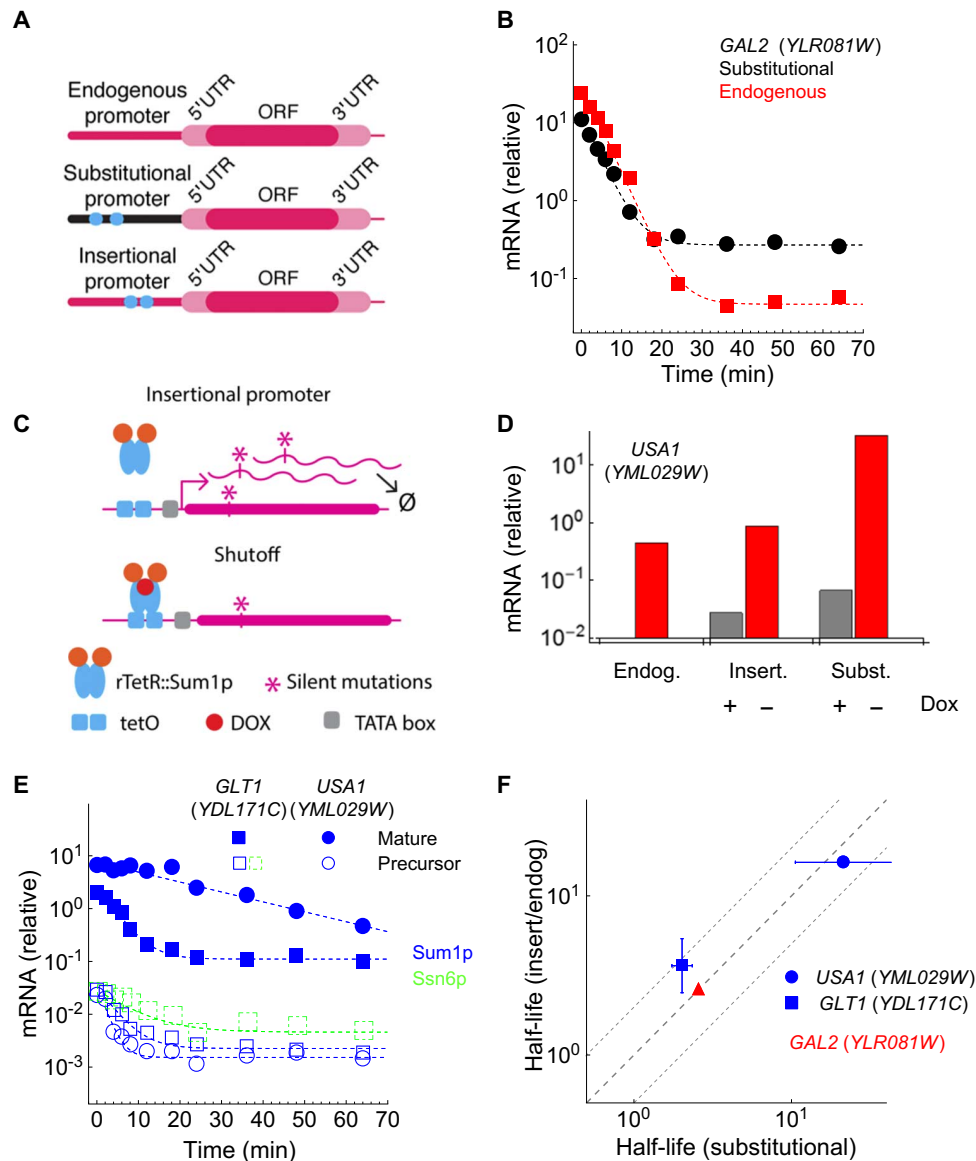 A
Endogenous
promoter
5'UTR
ORF
3'UTR
Substitutional
promoter
5'UTR
ORF
3'UTR
Insertional
promoter
5'UTR
ORF
3'UTR
B
GAL2 (YLR081W)
Substitutional
Endogenous
mRNA (relative)
10²
10¹
10⁰
10⁻¹
0 10 20 30 40 50 60 70
Time (min)
C
Insertional promoter
Ø
Shutoff
rTetR::Sum1p
Silent mutations
tetO
DOX
TATA box
D
USA1
(YML029W)
mRNA (relative)
10¹
10⁰
10⁻¹
10⁻²
Endog. Insert. Subst.
+ – + – Dox
E
GLT1 USA1
(YDL171C) (YML029W)
Mature
Precursor
Sum1p
Ssn6p
mRNA (relative)
10¹
10⁰
10⁻¹
10⁻²
10⁻³
0 10 20 30 40 50 60 70
Time (min)
F
Half-life (insert/endog)
10¹
10⁰
USA1 (YML029W)
GLT1 (YDL171C)
GAL2 (YLR081W)
10⁰ 10¹
Half-life (substitutional)